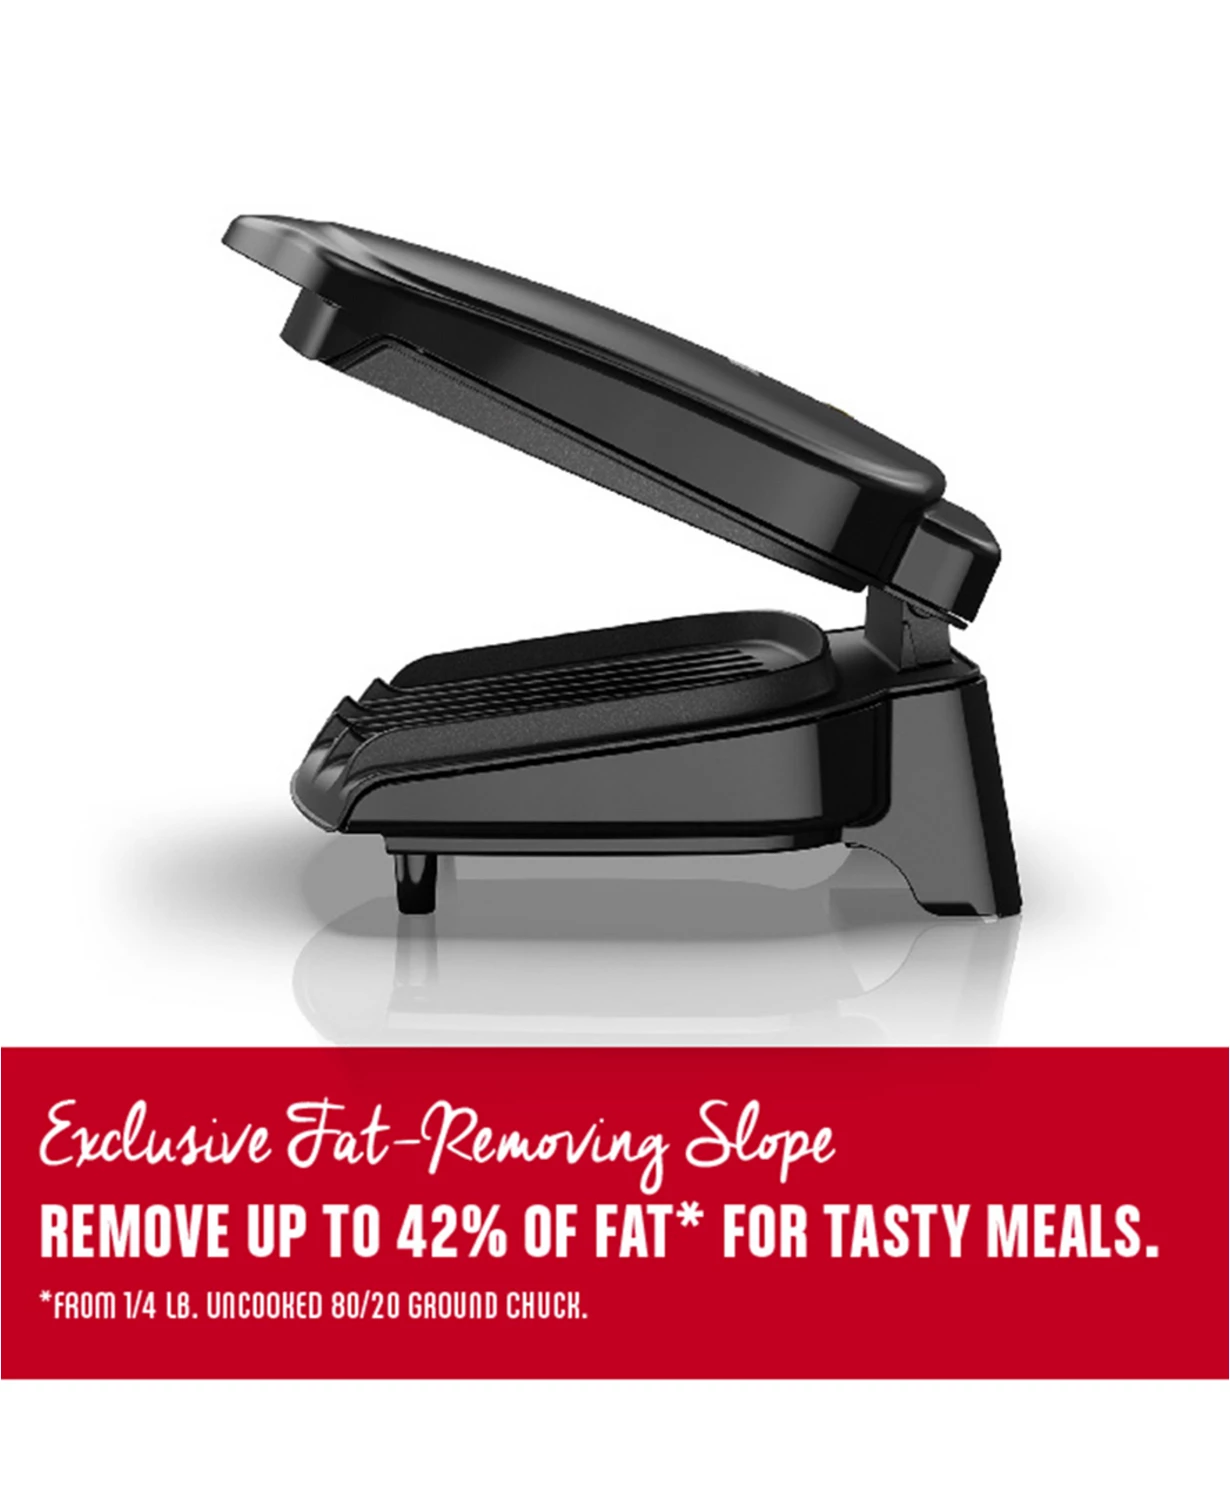 Exclusive Fat-Removing Slope
REMOVE UP TO 42% OF FAT* FOR TASTY MEALS.
*FROM 1/4 LB. UNCOOKED 80/20 GROUND CHUCK.